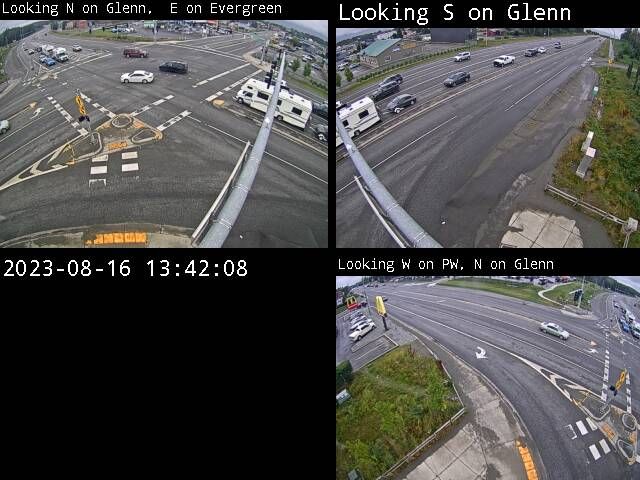 Looking N on Glenn,  E on Evergreen
Looking S on Glenn
2023-08-16 13:42:08
Looking W on PW, N on Glenn